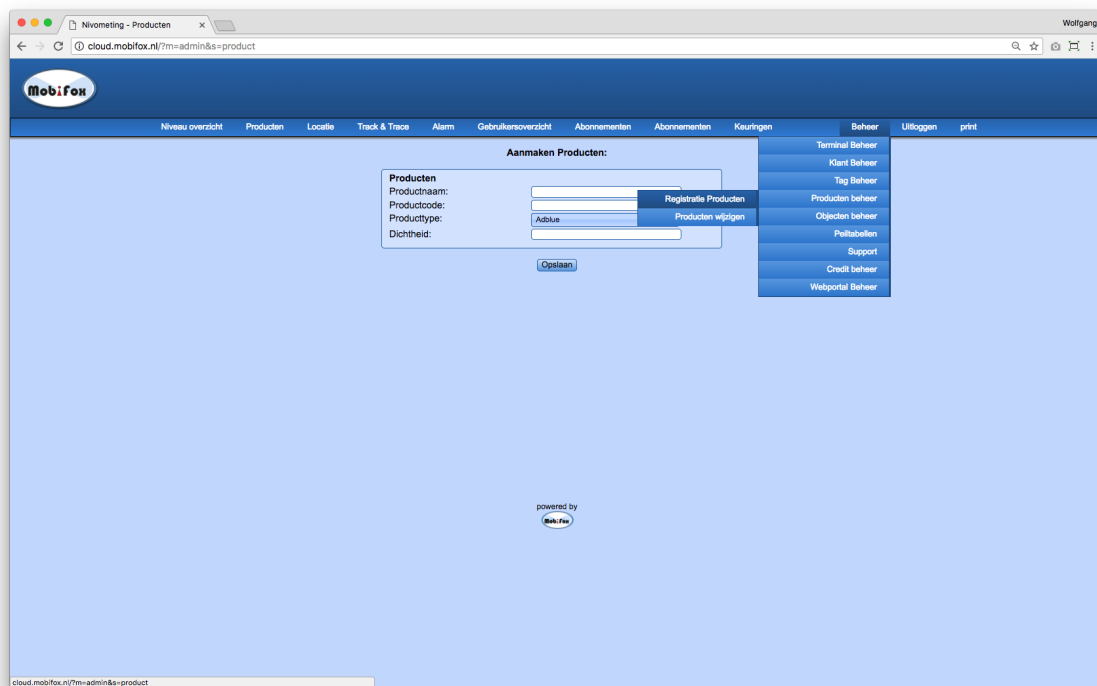 Nivometing - Producten
Wolfgang
cloud.mobifox.nl/?m=admin&s=product
MobiFox
Niveau overzicht Producten Locatie Track & Trace Alarm Gebruikersoverzicht Abonnementen Abonnementen Keuringen Beheer Uitloggen print
Terminal Beheer
Klant Beheer
Tag Beheer
Producten beheer
Objecten beheer
Peiltabellen
Support
Credit beheer
Webportal Beheer
Registratie Producten
Producten wijzigen
Aanmaken Producten:
Producten
Productnaam:
Productcode:
Producttype: Adblue
Dichtheid:
Opslaan
powered by
MobiFox
cloud.mobifox.nl/?m=admin&s=product